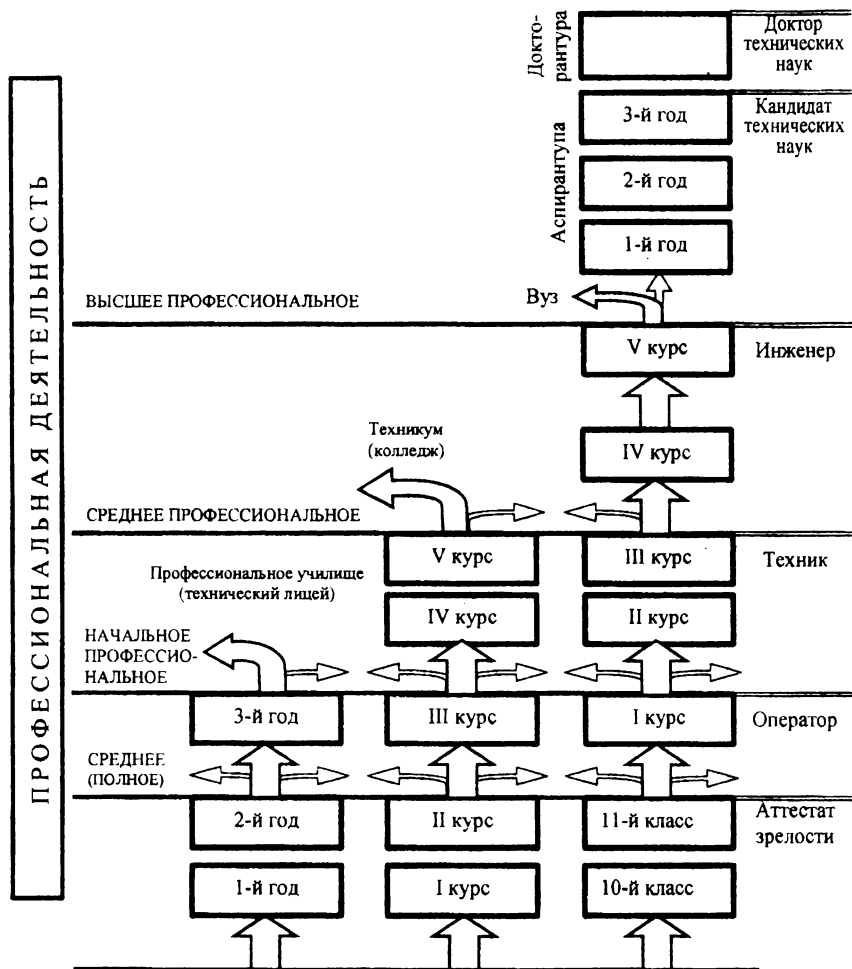 Докто-
рантура
Доктор
технических
наук
Аспирантупа
3-й год
Кандидат
технических
наук
2-й год
1-й год
ПРОФЕССИОНАЛЬНАЯ ДЕЯТЕЛЬНОСТЬ
ВЫСШЕЕ ПРОФЕССИОНАЛЬНОЕ
Вуз
V курс
Инженер
IV курс
Техникум
(колледж)
СРЕДНЕЕ ПРОФЕССИОНАЛЬНОЕ
V курс
III курс
Техник
Профессиональное училище
(технический лицей)
IV курс
II курс
НАЧАЛЬНОЕ
ПРОФЕССИО-
НАЛЬНОЕ
3-й год
III курс
I курс
Оператор
СРЕДНЕЕ
(ПОЛНОЕ)
2-й год
II курс
11-й класс
Аттестат
зрелости
1-й год
I курс
10-й класс